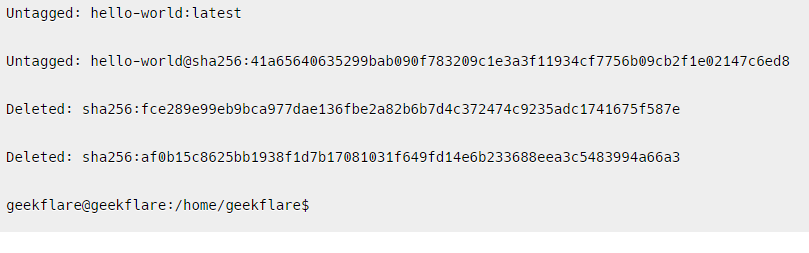 Untagged: hello-world:latest
Untagged: hello-world@sha256:41a65640635299bab090f783209c1e3a3f11934cf7756b09cb2f1e02147c6ed8
Deleted: sha256:fce289e99eb9bca977dae136fbe2a82b6b7d4c372474c9235adc1741675f587e
Deleted: sha256:af0b15c8625bb1938f1d7b17081031f649fd14e6b233688eea3c5483994a66a3
geekflare@geekflare:/home/geekflare$